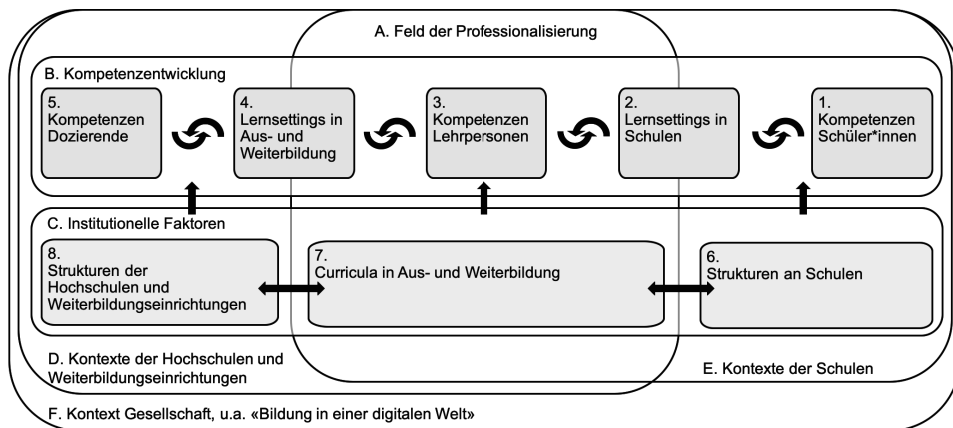 A. Feld der Professionalisierung
B. Kompetenzentwicklung
5.
Kompetenzen
Dozierende
4.
Lernsettings in
Aus- und
Weiterbildung
3.
Kompetenzen
Lehrpersonen
2.
Lernsettings in
Schulen
1.
Kompetenzen
Schüler*innen
C. Institutionelle Faktoren
8.
Strukturen der
Hochschulen und
Weiterbildungseinrichtungen
7.
Curricula in Aus- und Weiterbildung
6.
Strukturen an Schulen
D. Kontexte der Hochschulen und
Weiterbildungseinrichtungen
E. Kontexte der Schulen
F. Kontext Gesellschaft, u.a. «Bildung in einer digitalen Welt»